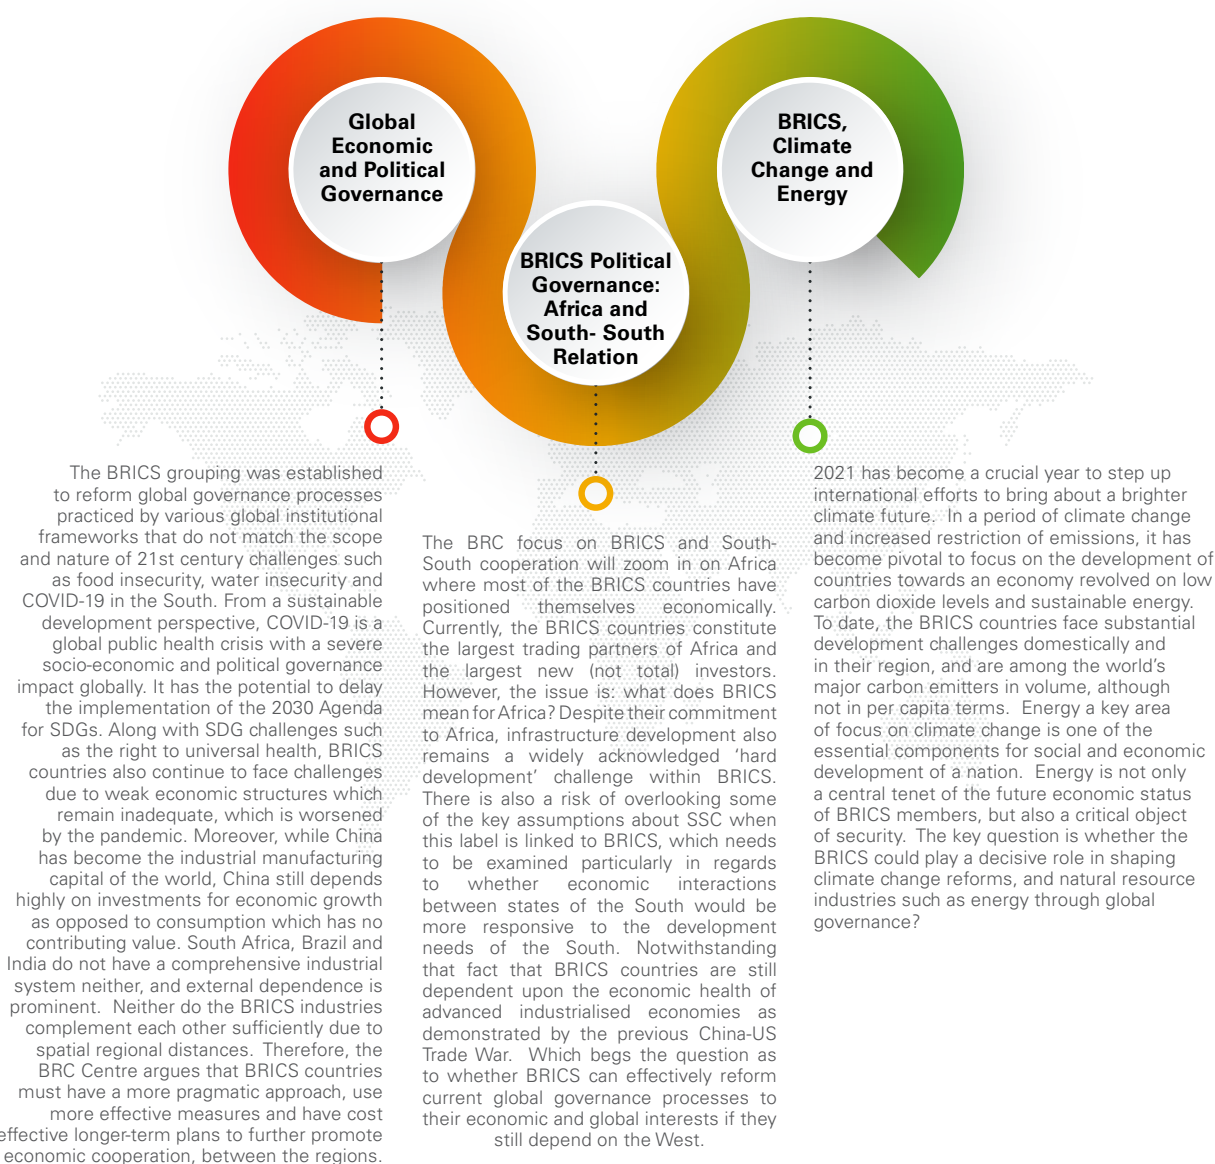 Global
Economic
and Political
Governance
BRICS Political
Governance:
Africa and
South- South
Relation
BRICS,
Climate
Change and
Energy
The BRICS grouping was established
to reform global governance processes
practiced by various global institutional
frameworks that do not match the scope
and nature of 21st century challenges such
as food insecurity, water insecurity and
COVID-19 in the South. From a sustainable
development perspective, COVID-19 is a
global public health crisis with a severe
socio-economic and political governance
impact globally. It has the potential to delay
the implementation of the 2030 Agenda
for SDGs. Along with SDG challenges such
as the right to universal health, BRICS
countries also continue to face challenges
due to weak economic structures which
remain inadequate, which is worsened
by the pandemic. Moreover, while China
has become the industrial manufacturing
capital of the world, China still depends
highly on investments for economic growth
as opposed to consumption which has no
contributing value. South Africa, Brazil and
India do not have a comprehensive industrial
system neither, and external dependence is
prominent. Neither do the BRICS industries
complement each other sufficiently due to
spatial regional distances. Therefore, the
BRC Centre argues that BRICS countries
must have a more pragmatic approach, use
more effective measures and have cost
effective longer-term plans to further promote
economic cooperation, between the regions.
The BRC focus on BRICS and South-
South cooperation will zoom in on Africa
where most of the BRICS countries have
positioned themselves economically.
Currently, the BRICS countries constitute
the largest trading partners of Africa and
the largest new (not total) investors.
However, the issue is: what does BRICS
mean for Africa? Despite their commitment
to Africa, infrastructure development also
remains a widely acknowledged ‘hard
development’ challenge within BRICS.
There is also a risk of overlooking some
of the key assumptions about SSC when
this label is linked to BRICS, which needs
to be examined particularly in regards
to whether economic interactions
between states of the South would be
more responsive to the development
needs of the South. Notwithstanding
that fact that BRICS countries are still
dependent upon the economic health of
advanced industrialised economies as
demonstrated by the previous China-US
Trade War. Which begs the question as
to whether BRICS can effectively reform
current global governance processes to
their economic and global interests if they
still depend on the West.
2021 has become a crucial year to step up
international efforts to bring about a brighter
climate future. In a period of climate change
and increased restriction of emissions, it has
become pivotal to focus on the development of
countries towards an economy revolved on low
carbon dioxide levels and sustainable energy.
To date, the BRICS countries face substantial
development challenges domestically and
in their region, and are among the world’s
major carbon emitters in volume, although
not in per capita terms. Energy a key area
of focus on climate change is one of the
essential components for social and economic
development of a nation. Energy is not only
a central tenet of the future economic status
of BRICS members, but also a critical object
of security. The key question is whether the
BRICS could play a decisive role in shaping
climate change reforms, and natural resource
industries such as energy through global
governance?